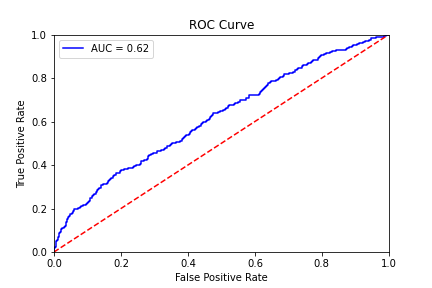 ROC Curve
AUC = 0.62
True Positive Rate
1.0
0.8
0.6
0.4
0.2
0.0
0.0 0.2 0.4 0.6 0.8 1.0
False Positive Rate